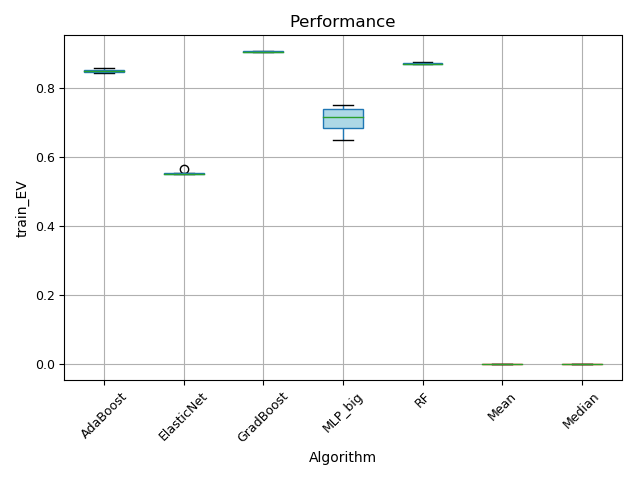 Performance
train_EV
0.8
0.6
0.4
0.2
0.0
AdaBoost
ElasticNet
GradBoost
MLP_big
RF
Mean
Median
Algorithm